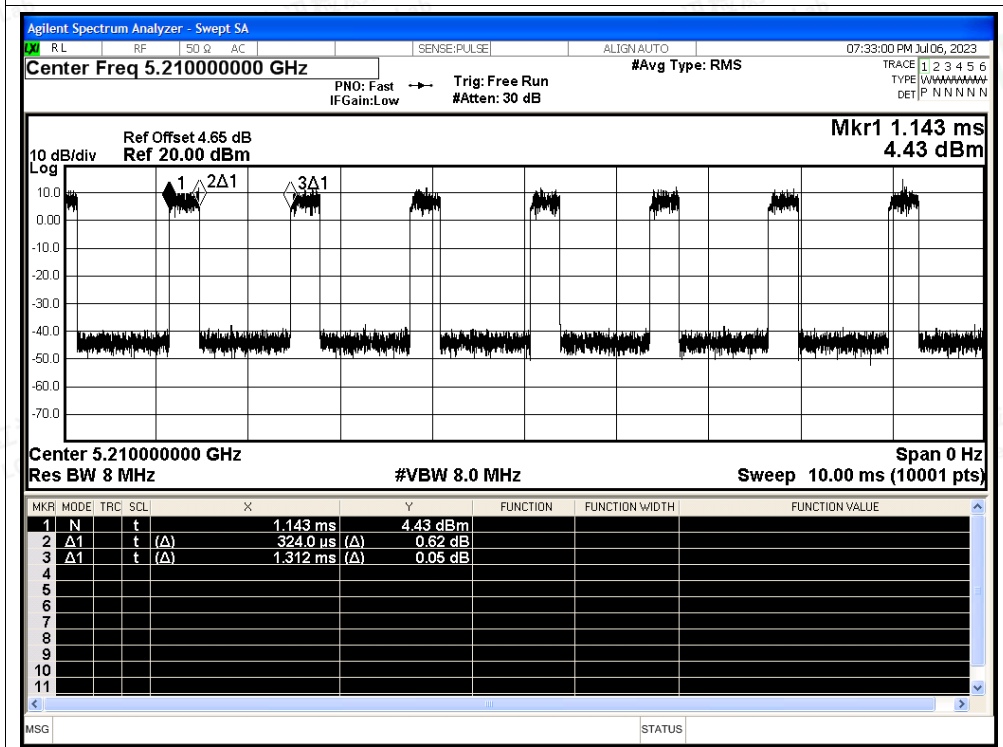 Agilent Spectrum Analyzer - Swept SA
LXI RL RF 50 Ω AC SENSE:PULSE ALIGN AUTO 07:33:00 PM Jul 06, 2023
Center Freq 5.210000000 GHz #Avg Type: RMS TRACE 1 2 3 4 5 6
PNO: Fast Trig: Free Run TYPE WWWWWW
IFGain:Low #Atten: 30 dB DET P N N N N N
Mkr1 1.143 ms
Ref Offset 4.65 dB
10 dB/div Ref 20.00 dBm 4.43 dBm
Log
1 2Δ1 3Δ1
10.0
0.00
-10.0
-20.0
-30.0
-40.0
-50.0
-60.0
-70.0
Center 5.210000000 GHz Span 0 Hz
Res BW 8 MHz #VBW 8.0 MHz Sweep 10.00 ms (10001 pts)
MKR MODE TRC SCL X Y FUNCTION FUNCTION WIDTH FUNCTION VALUE
1 N t 1.143 ms 4.43 dBm
2 Δ1 t (Δ) 324.0 µs (Δ) 0.62 dB
3 Δ1 t (Δ) 1.312 ms (Δ) 0.05 dB
4
5
6
7
8
9
10
11
MSG STATUS